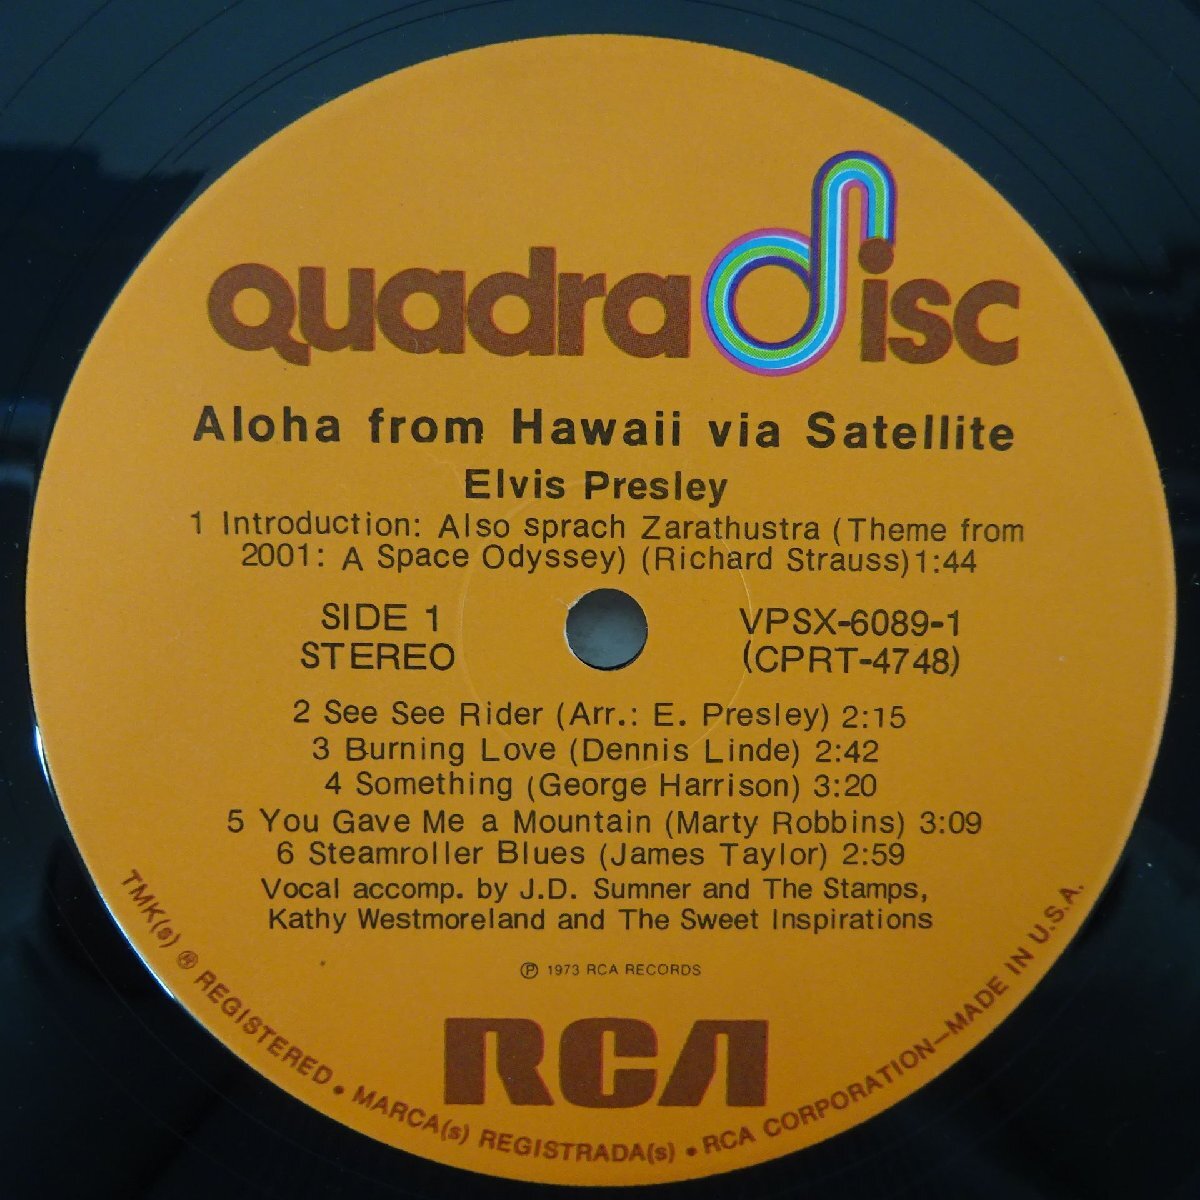 quadradisc
Aloha from Hawaii via Satellite
Elvis Presley
1 Introduction: Also sprach Zarathustra (Theme from
2001: A Space Odyssey) (Richard Strauss)1:44
SIDE 1
STEREO
VPSX-6089-1
(CPRT-4748)
2 See See Rider (Arr.: E. Presley) 2:15
3 Burning Love (Dennis Linde) 2:42
4 Something (George Harrison) 3:20
5 You Gave Me a Mountain (Marty Robbins) 3:09
6 Steamroller Blues (James Taylor) 2:59
Vocal accomp. by J.D. Sumner and The Stamps,
Kathy Westmoreland and The Sweet Inspirations
℗ 1973 RCA RECORDS
RCA
TMK(s) ® REGISTERED • MARCA(s) REGISTRADA(s) • RCA CORPORATION—MADE IN U.S.A.